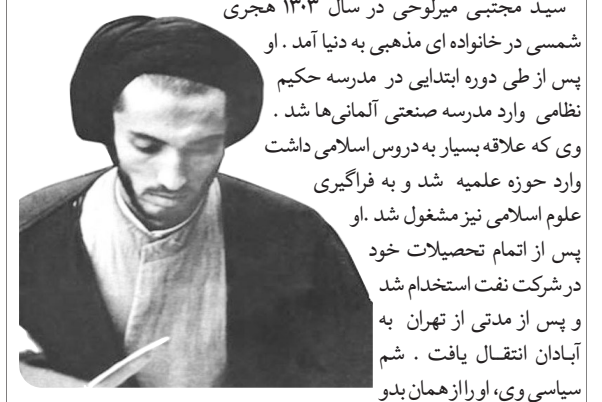 سید مجتبی میرلوحی در سال ۱۳۰۳ هجری
شمسی در خانواده ای مذهبی به دنیا آمد . او
پس از طی دوره ابتدایی در مدرسه حکیم
نظامی وارد مدرسه صنعتی آلمانی‌ها شد .
وی که علاقه بسیار به دروس اسلامی داشت
وارد حوزه علمیه شد و به فراگیری
علوم اسلامی نیز مشغول شد .او
پس از اتمام تحصیلات خود
در شرکت نفت استخدام شد
و پس از مدتی از تهران به
آبادان انتقال یافت . شم
سیاسی وی، او را از همان بدو